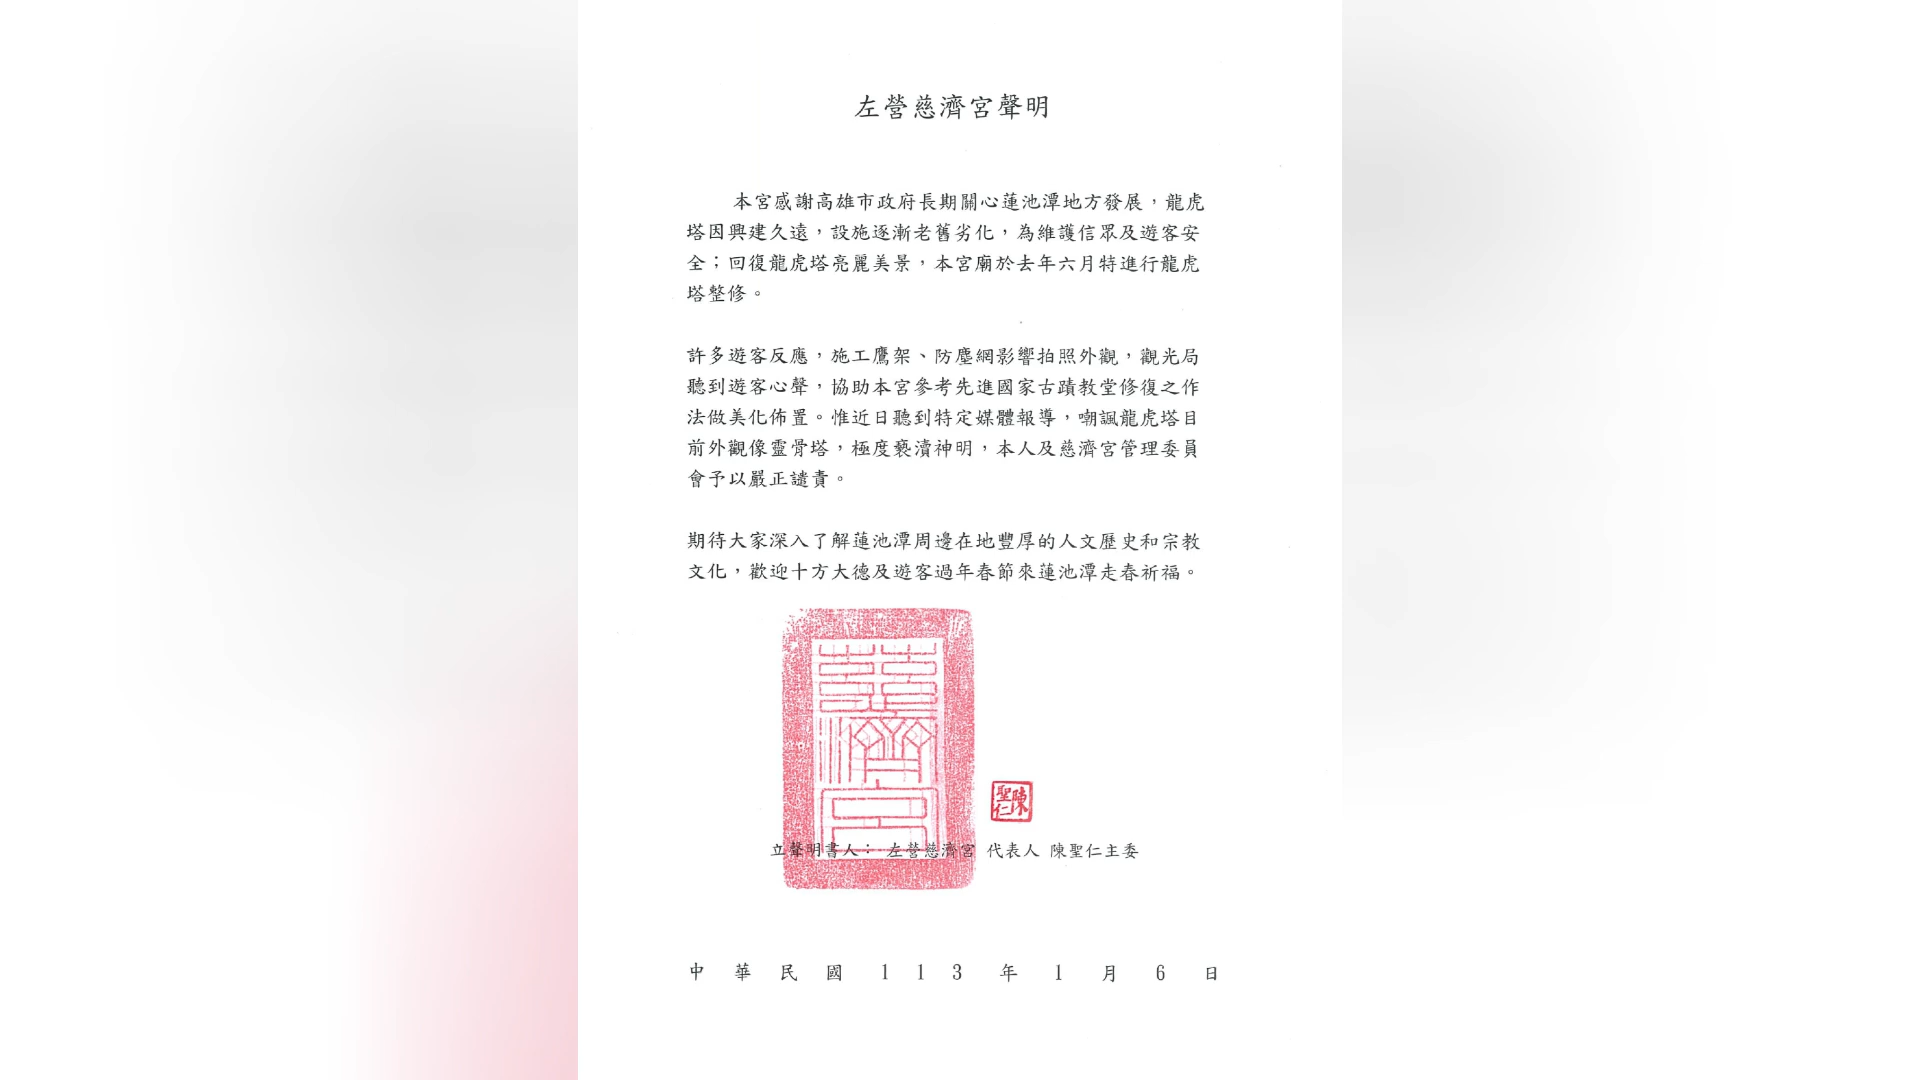 左營慈濟宮聲明
本宮感謝高雄市政府長期關心蓮池潭地方發展，龍虎
塔因興建久遠，設施逐漸老舊劣化，為維護信眾及遊客安
全；回復龍虎塔亮麗美景，本宮廟於去年六月特進行龍虎
塔整修。
許多遊客反應，施工鷹架、防塵網影響拍照外觀，觀光局
聽到遊客心聲，協助本宮參考先進國家古蹟教堂修復之作
法做美化佈置。惟近日聽到特定媒體報導，嘲諷龍虎塔目
前外觀像靈骨塔，極度褻瀆神明，本人及慈濟宮管理委員
會予以嚴正譴責。
期待大家深入了解蓮池潭周邊在地豐厚的人文歷史和宗教
文化，歡迎十方大德及遊客過年春節來蓮池潭走春祈福。
慈濟宮
陳聖仁
立聲明書人： 左營慈濟宮 代表人 陳聖仁主委
中華民國113年1月6日